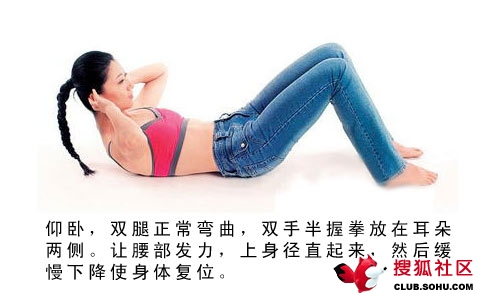 仰卧，双腿正常弯曲，双手半握拳放在耳朵
两侧。让腰部发力，上身径直起来，然后缓
慢下降使身体复位。
搜狐社区
CLUB.SOHU.COM